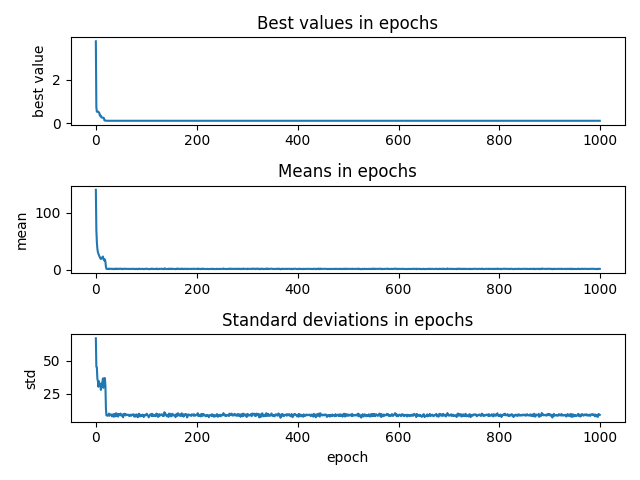 Best values in epochs
best value
2
0
0 200 400 600 800 1000
Means in epochs
mean
100
0
0 200 400 600 800 1000
Standard deviations in epochs
std
50
25
0 200 400 600 800 1000
epoch